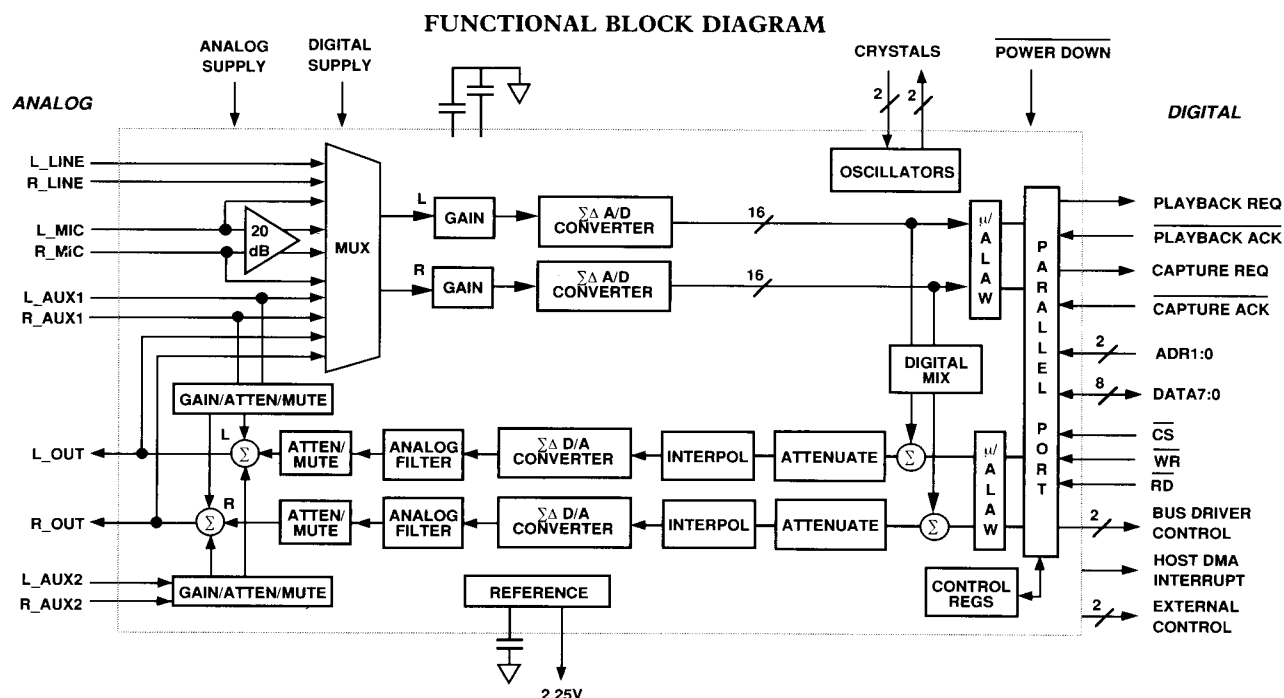 FUNCTIONAL BLOCK DIAGRAM
ANALOG
SUPPLY
DIGITAL
SUPPLY
CRYSTALS
POWER DOWN
2
2
ANALOG
DIGITAL
L_LINE
R_LINE
L_MIC
R_MIC
L_AUX1
R_AUX1
20
dB
MUX
L
GAIN
ΣΔ A/D
CONVERTER
16
R
GAIN
ΣΔ A/D
CONVERTER
16
OSCILLATORS
μ/
A
L
A
W
P
A
R
A
L
L
E
L
P
O
R
T
PLAYBACK REQ
PLAYBACK ACK
CAPTURE REQ
CAPTURE ACK
2
ADR1:0
8
DATA7:0
CS
WR
RD
2
BUS DRIVER
CONTROL
HOST DMA
INTERRUPT
2
EXTERNAL
CONTROL
DIGITAL
MIX
GAIN/ATTEN/MUTE
L_OUT
L
Σ
ATTEN/
MUTE
ANALOG
FILTER
ΣΔ D/A
CONVERTER
INTERPOL
ATTENUATE
Σ
μ/
A
L
A
W
R_OUT
R
Σ
ATTEN/
MUTE
ANALOG
FILTER
ΣΔ D/A
CONVERTER
INTERPOL
ATTENUATE
Σ
L_AUX2
R_AUX2
GAIN/ATTEN/MUTE
REFERENCE
CONTROL
REGS
2.25V